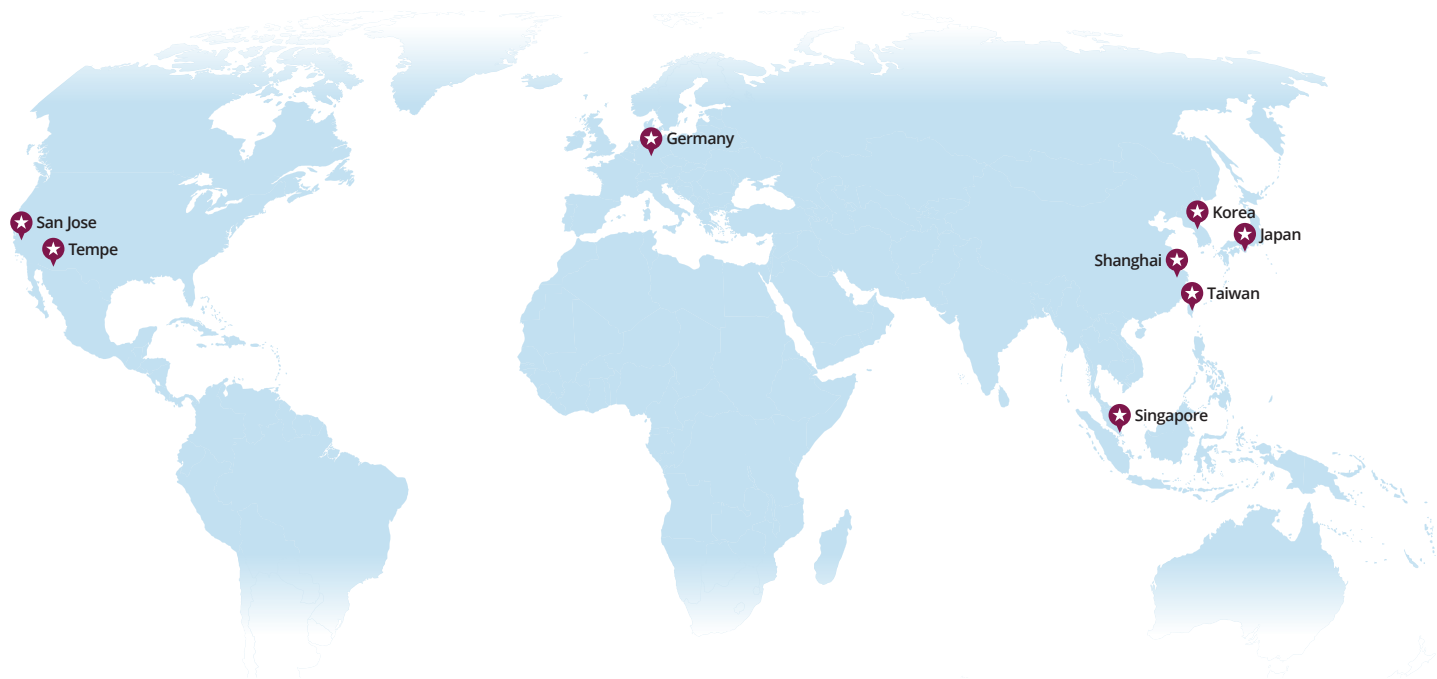 Germany
Korea
San Jose
Japan
Tempe
Shanghai
Taiwan
Singapore